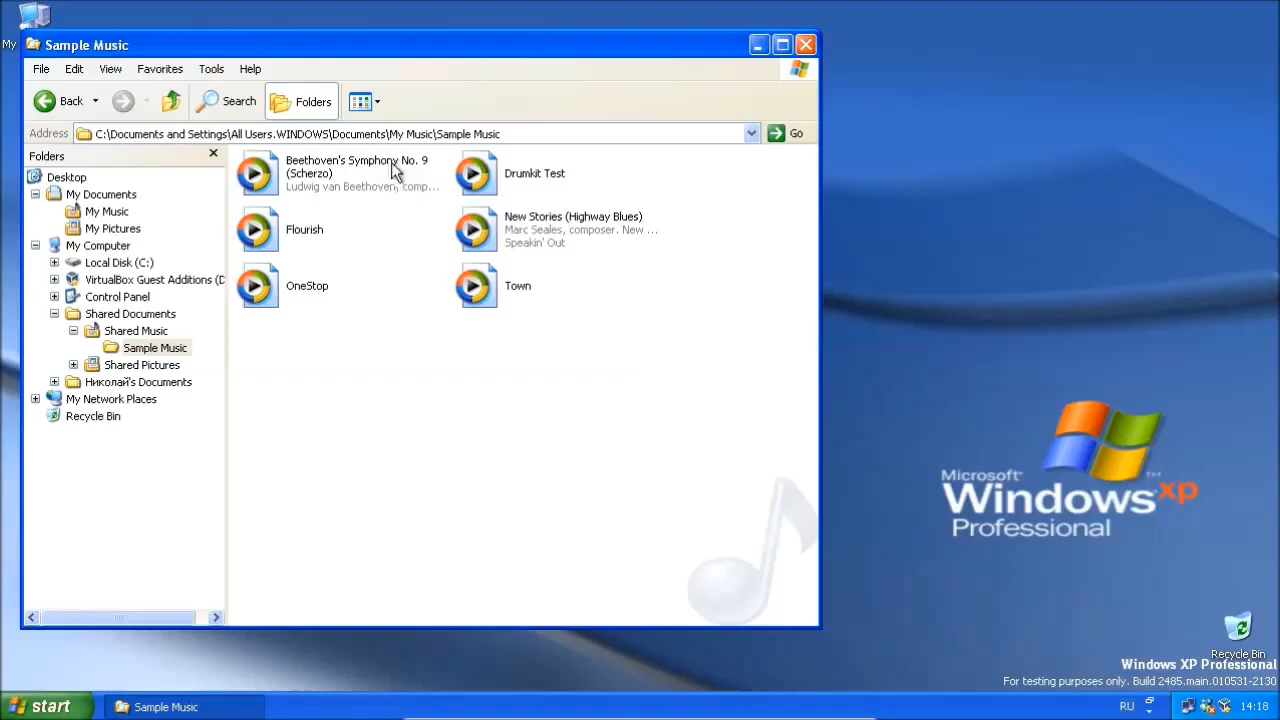 My
Sample Music
File Edit View Favorites Tools Help
Back Search Folders
Address C:\Documents and Settings\All Users.WINDOWS\Documents\My Music\Sample Music Go
Folders
Desktop
My Documents
My Music
My Pictures
My Computer
Local Disk (C:)
VirtualBox Guest Additions (D
Control Panel
Shared Documents
Shared Music
Sample Music
Shared Pictures
Николай's Documents
My Network Places
Recycle Bin
Beethoven's Symphony No. 9
(Scherzo)
Ludwig van Beethoven, comp...
Drumkit Test
Flourish
New Stories (Highway Blues)
Marc Seales, composer. New ...
Speakin' Out
OneStop
Town
Microsoft
Windows xp
Professional
TM
Recycle Bin
Windows XP Professional
For testing purposes only. Build 2485.main.010531-2130
start Sample Music RU 14:18